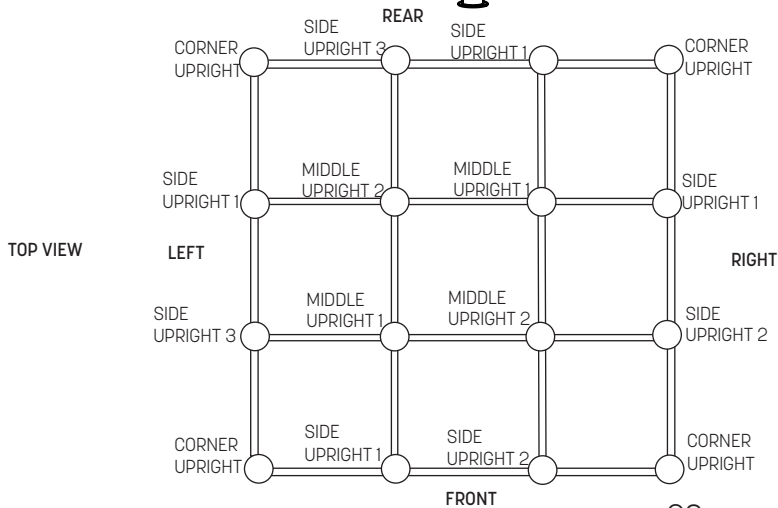 REAR
SIDE
UPRIGHT 3
SIDE
UPRIGHT 1
CORNER
UPRIGHT
CORNER
UPRIGHT
SIDE
UPRIGHT 1
MIDDLE
UPRIGHT 2
MIDDLE
UPRIGHT 1
SIDE
UPRIGHT 1
TOP VIEW
LEFT
RIGHT
SIDE
UPRIGHT 3
MIDDLE
UPRIGHT 1
MIDDLE
UPRIGHT 2
SIDE
UPRIGHT 2
CORNER
UPRIGHT
SIDE
UPRIGHT 1
SIDE
UPRIGHT 2
CORNER
UPRIGHT
FRONT